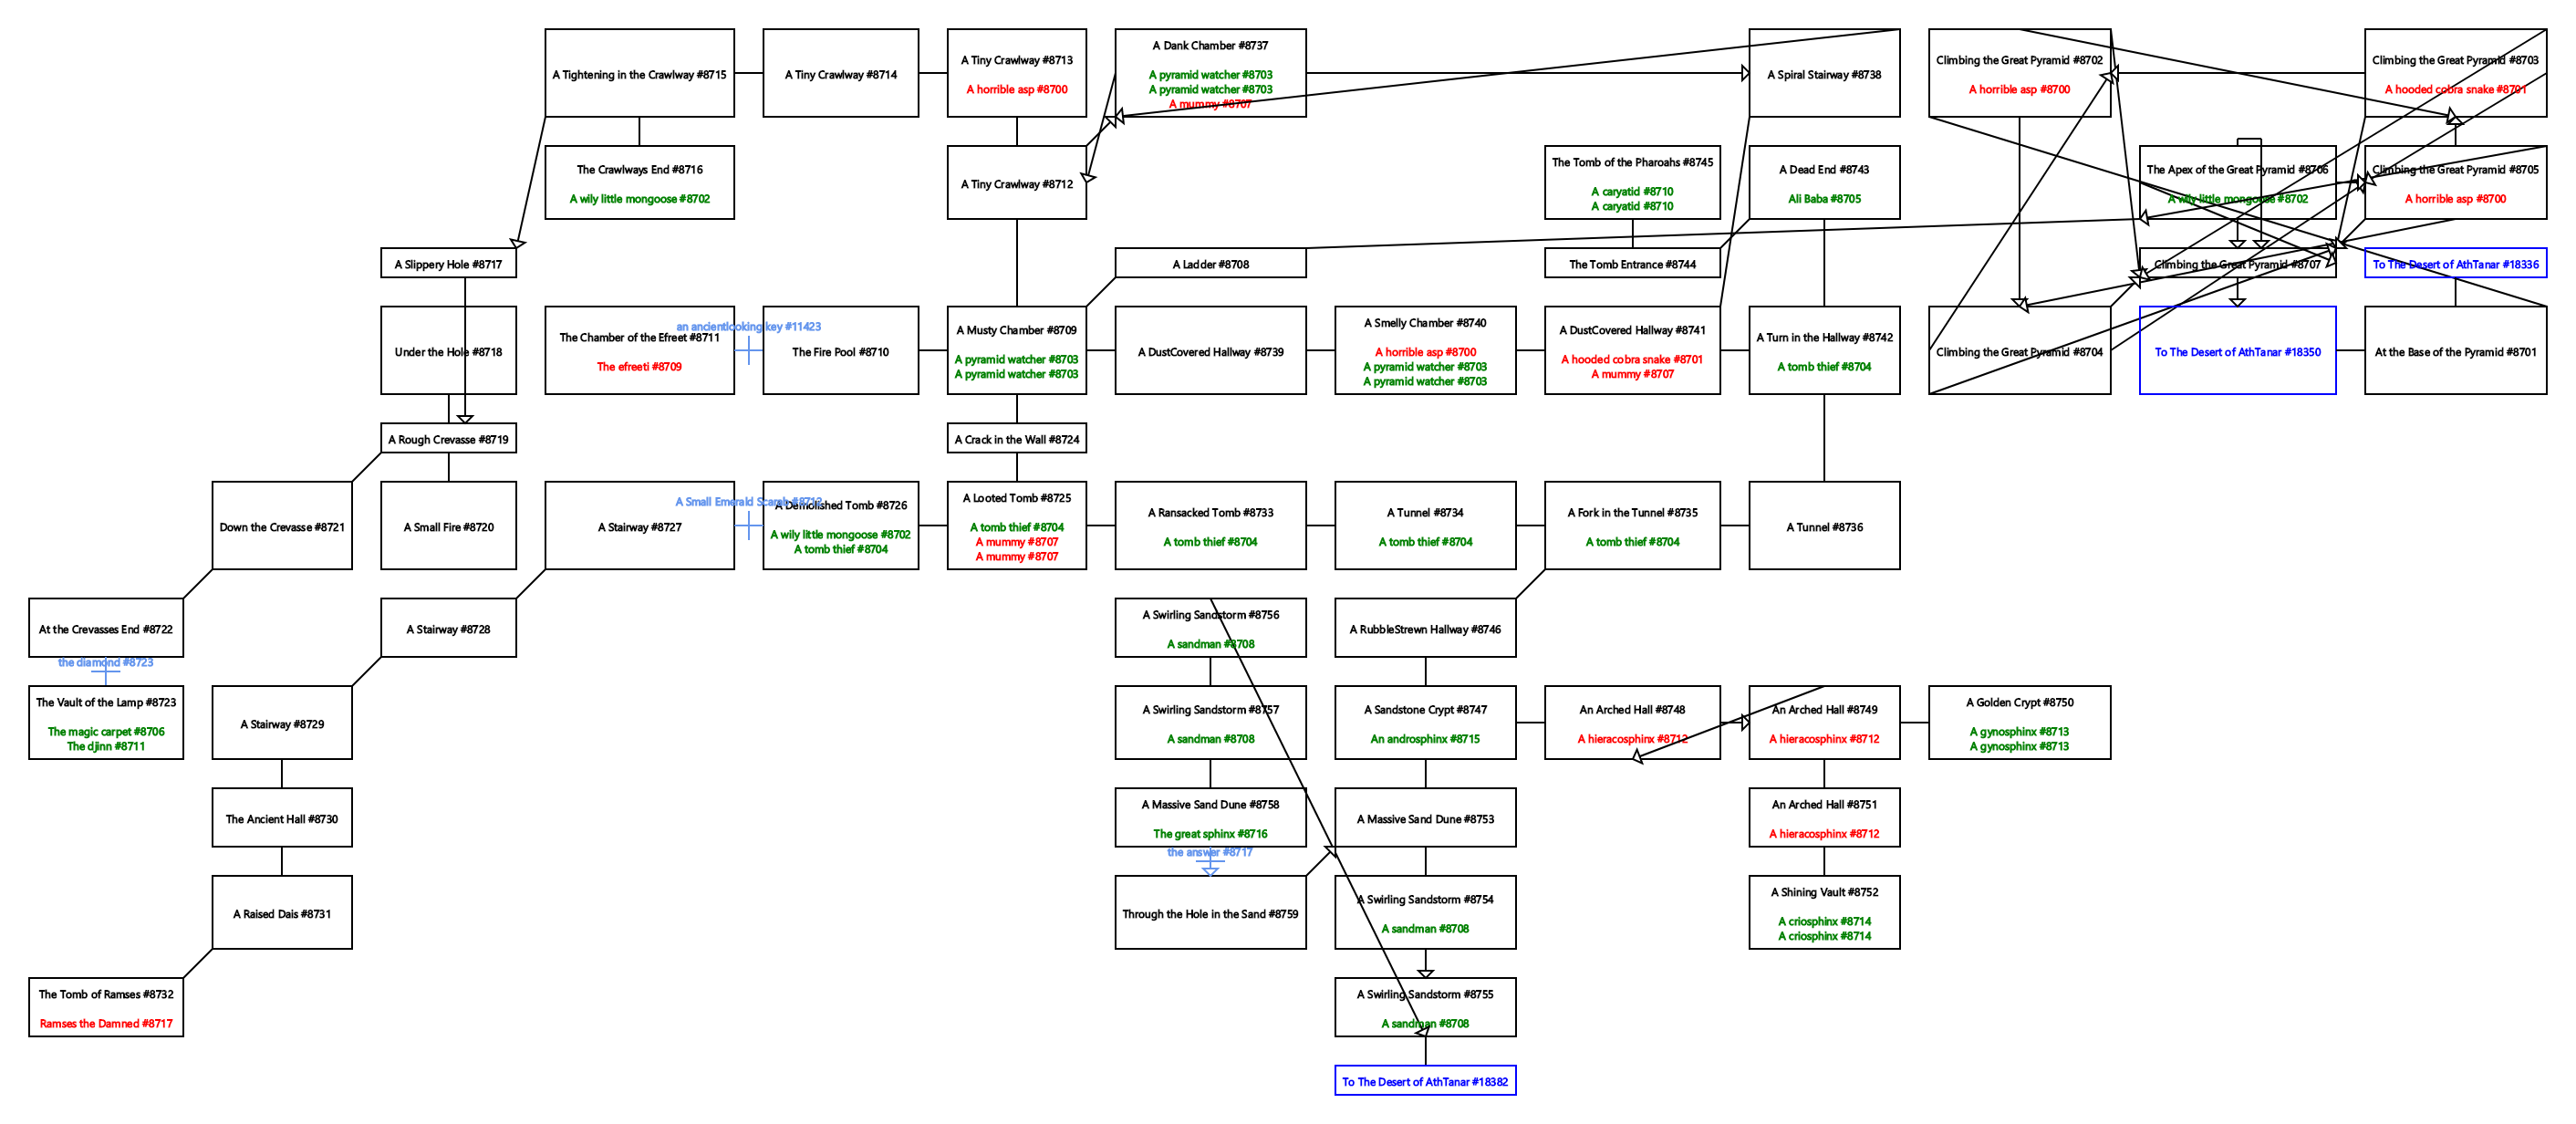 A Tightening in the Crawlway #8715
A Tiny Crawlway #8714
A Tiny Crawlway #8713
A horrible asp #8700
A Dank Chamber #8737
A pyramid watcher #8703
A pyramid watcher #8703
A mummy #8707
A Spiral Stairway #8738
Climbing the Great Pyramid #8702
A horrible asp #8700
Climbing the Great Pyramid #8703
A hooded cobra snake #8701
The Crawlways End #8716
A wily little mongoose #8702
A Tiny Crawlway #8712
The Tomb of the Pharoahs #8745
A caryatid #8710
A caryatid #8710
A Dead End #8743
Ali Baba #8705
The Apex of the Great Pyramid #8706
A wily little mongoose #8702
Climbing the Great Pyramid #8705
A horrible asp #8700
A Slippery Hole #8717
A Ladder #8708
The Tomb Entrance #8744
Climbing the Great Pyramid #8707
To The Desert of AthTanar #18336
Under the Hole #8718
The Chamber of the Efreet #8711
The efreeti #8709
an ancientlooking key #11423
The Fire Pool #8710
A Musty Chamber #8709
A pyramid watcher #8703
A pyramid watcher #8703
A DustCovered Hallway #8739
A Smelly Chamber #8740
A horrible asp #8700
A pyramid watcher #8703
A pyramid watcher #8703
A DustCovered Hallway #8741
A hooded cobra snake #8701
A mummy #8707
A Turn in the Hallway #8742
A tomb thief #8704
Climbing the Great Pyramid #8704
To The Desert of AthTanar #18350
At the Base of the Pyramid #8701
A Rough Crevasse #8719
A Crack in the Wall #8724
Down the Crevasse #8721
A Small Fire #8720
A Stairway #8727
A Small Emerald Scarab #8712
A Demolished Tomb #8726
A wily little mongoose #8702
A tomb thief #8704
A Looted Tomb #8725
A tomb thief #8704
A mummy #8707
A mummy #8707
A Ransacked Tomb #8733
A tomb thief #8704
A Tunnel #8734
A tomb thief #8704
A Fork in the Tunnel #8735
A tomb thief #8704
A Tunnel #8736
At the Crevasses End #8722
the diamond #8723
A Stairway #8728
A Swirling Sandstorm #8756
A sandman #8708
A RubbleStrewn Hallway #8746
The Vault of the Lamp #8723
The magic carpet #8706
The djinn #8711
A Stairway #8729
A Swirling Sandstorm #8757
A sandman #8708
A Sandstone Crypt #8747
An androsphinx #8715
An Arched Hall #8748
A hieracosphinx #8712
An Arched Hall #8749
A hieracosphinx #8712
A Golden Crypt #8750
A gynosphinx #8713
A gynosphinx #8713
The Ancient Hall #8730
A Massive Sand Dune #8758
The great sphinx #8716
the answer #8717
A Massive Sand Dune #8753
An Arched Hall #8751
A hieracosphinx #8712
A Raised Dais #8731
Through the Hole in the Sand #8759
A Swirling Sandstorm #8754
A sandman #8708
A Shining Vault #8752
A criosphinx #8714
A criosphinx #8714
The Tomb of Ramses #8732
Ramses the Damned #8717
A Swirling Sandstorm #8755
A sandman #8708
To The Desert of AthTanar #18382